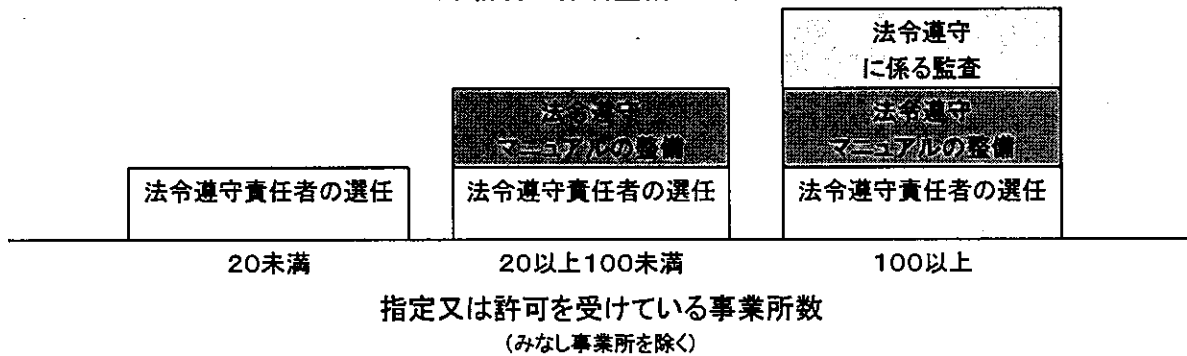 法令遵守
に係る監査
法令遵守
マニュアルの整備
法令遵守
マニュアルの整備
法令遵守責任者の選任
法令遵守責任者の選任
法令遵守責任者の選任
20未満
20以上100未満
100以上
指定又は許可を受けている事業所数
(みなし事業所を除く)